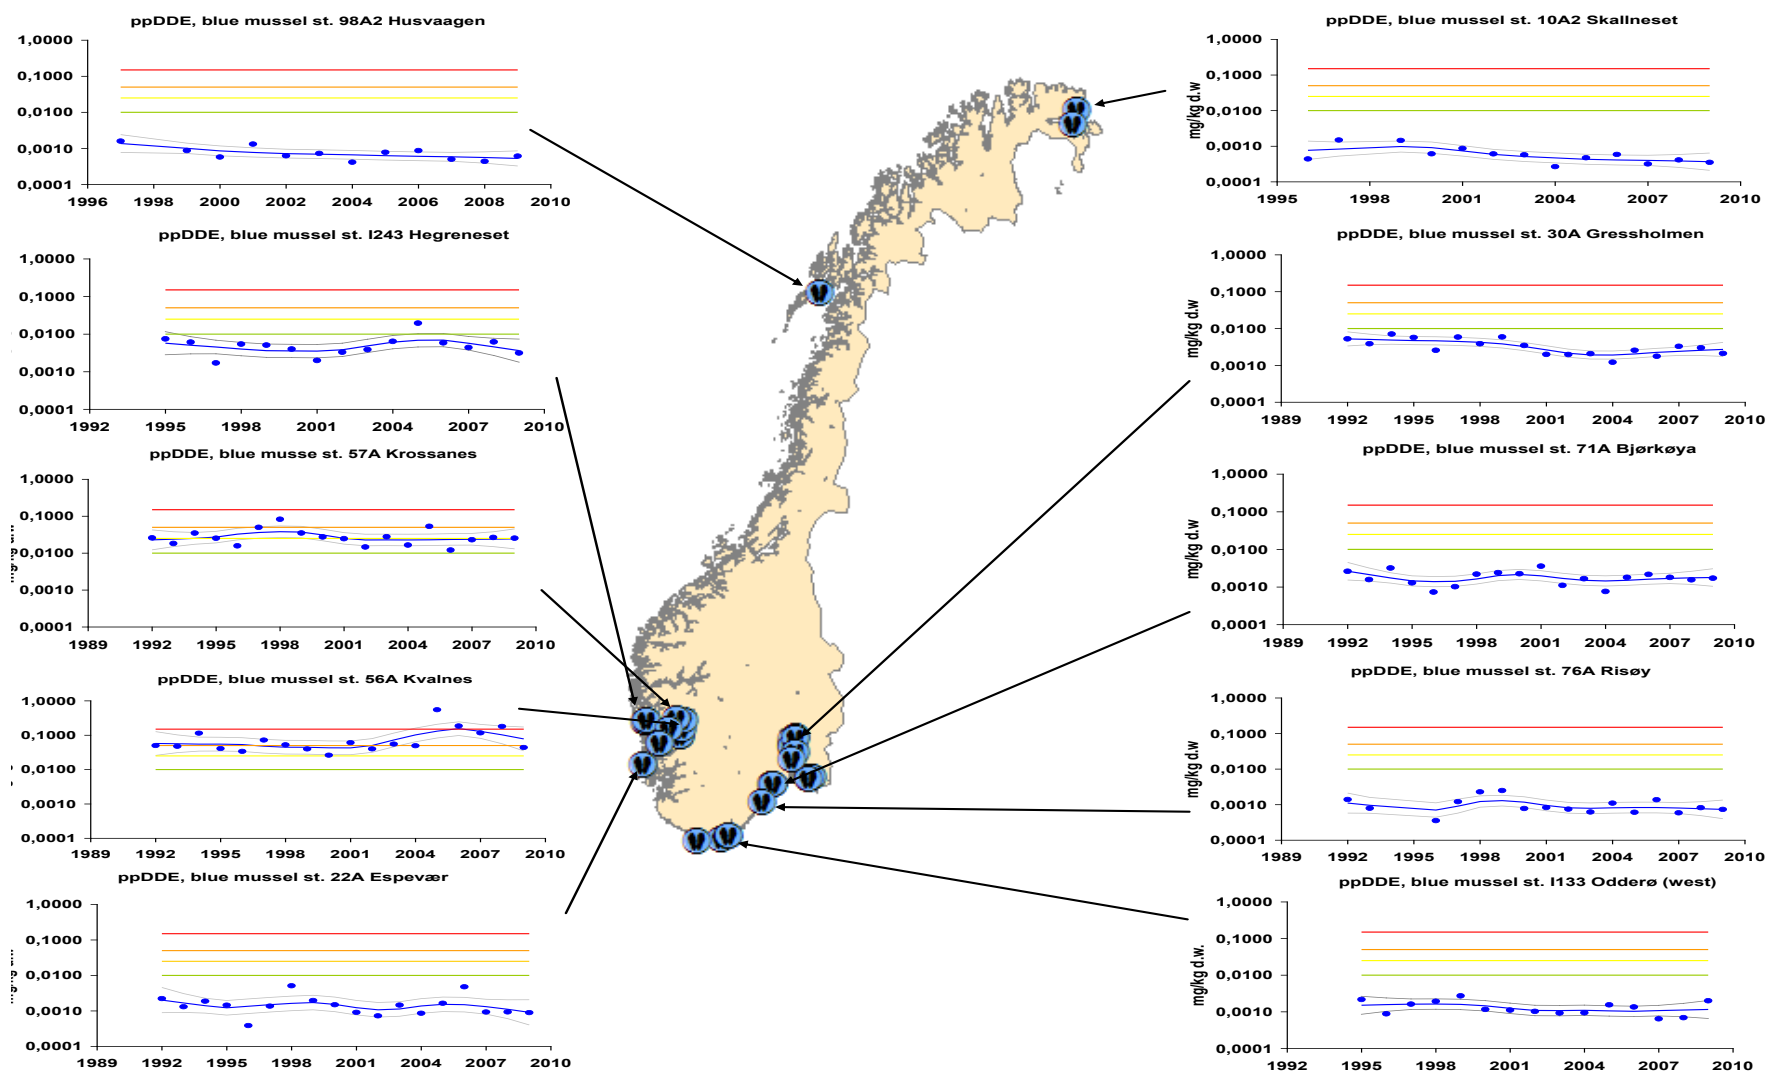 ppDDE, blue mussel st. 98A2 Husvaagen
1,0000
0,1000
0,0100
0,0010
0,0001
1996 1998 2000 2002 2004 2006 2008 2010
ppDDE, blue mussel st. I243 Hegreneset
1,0000
0,1000
0,0100
0,0010
0,0001
1992 1995 1998 2001 2004 2007 2010
ppDDE, blue musse st. 57A Krossanes
1,0000
0,1000
0,0100
0,0010
0,0001
1989 1992 1995 1998 2001 2004 2007 2010
ppDDE, blue mussel st. 56A Kvalnes
1,0000
0,1000
0,0100
0,0010
0,0001
1989 1992 1995 1998 2001 2004 2007 2010
ppDDE, blue mussel st. 22A Espevær
1,0000
0,1000
0,0100
0,0010
0,0001
1989 1992 1995 1998 2001 2004 2007 2010
ppDDE, blue mussel st. 10A2 Skallneset
mg/kg d.w
1,0000
0,1000
0,0100
0,0010
0,0001
1995 1998 2001 2004 2007 2010
ppDDE, blue mussel st. 30A Gressholmen
mg/kg d.w
1,0000
0,1000
0,0100
0,0010
0,0001
1989 1992 1995 1998 2001 2004 2007 2010
ppDDE, blue mussel st. 71A Bjørkøya
mg/kg d.w
1,0000
0,1000
0,0100
0,0010
0,0001
1989 1992 1995 1998 2001 2004 2007 2010
ppDDE, blue mussel st. 76A Risøy
mg/kg d.w
1,0000
0,1000
0,0100
0,0010
0,0001
1989 1992 1995 1998 2001 2004 2007 2010
ppDDE, blue mussel st. I133 Odderø (west)
mg/kg d.w.
1,0000
0,1000
0,0100
0,0010
0,0001
1992 1995 1998 2001 2004 2007 2010